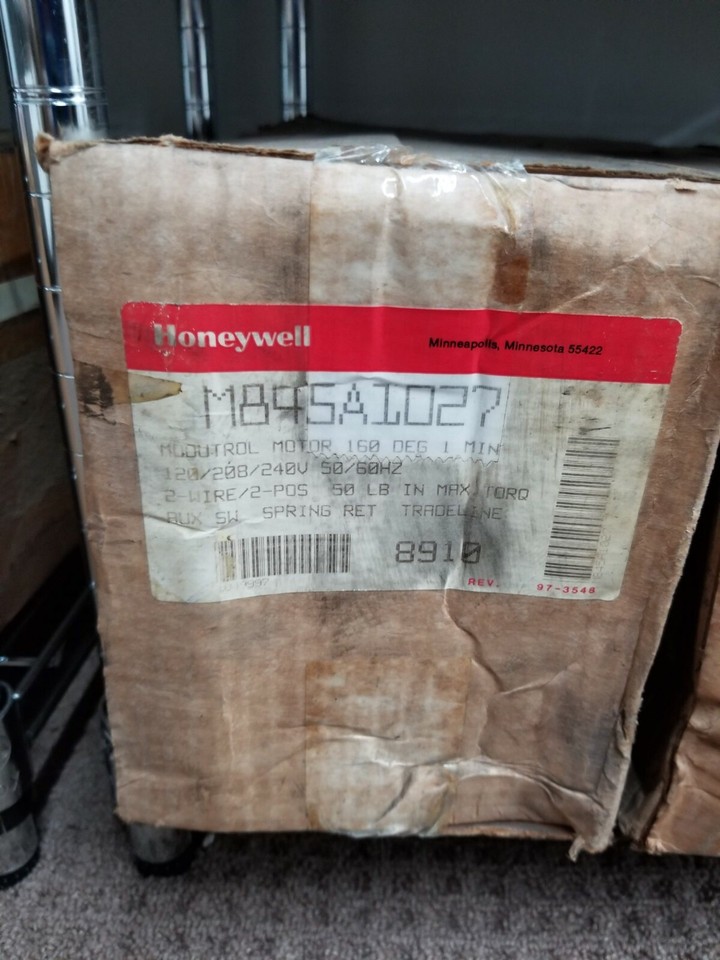 Honeywell
Minneapolis, Minnesota 55422
M845A1027
MODUTROL MOTOR 160 DEG 1 MIN
120/208/240V 50/60HZ
2-WIRE/2-POS 50 LB IN MAX TORQ
AUX SW SPRING RET TRADELINE
8910
REV. 97-3546